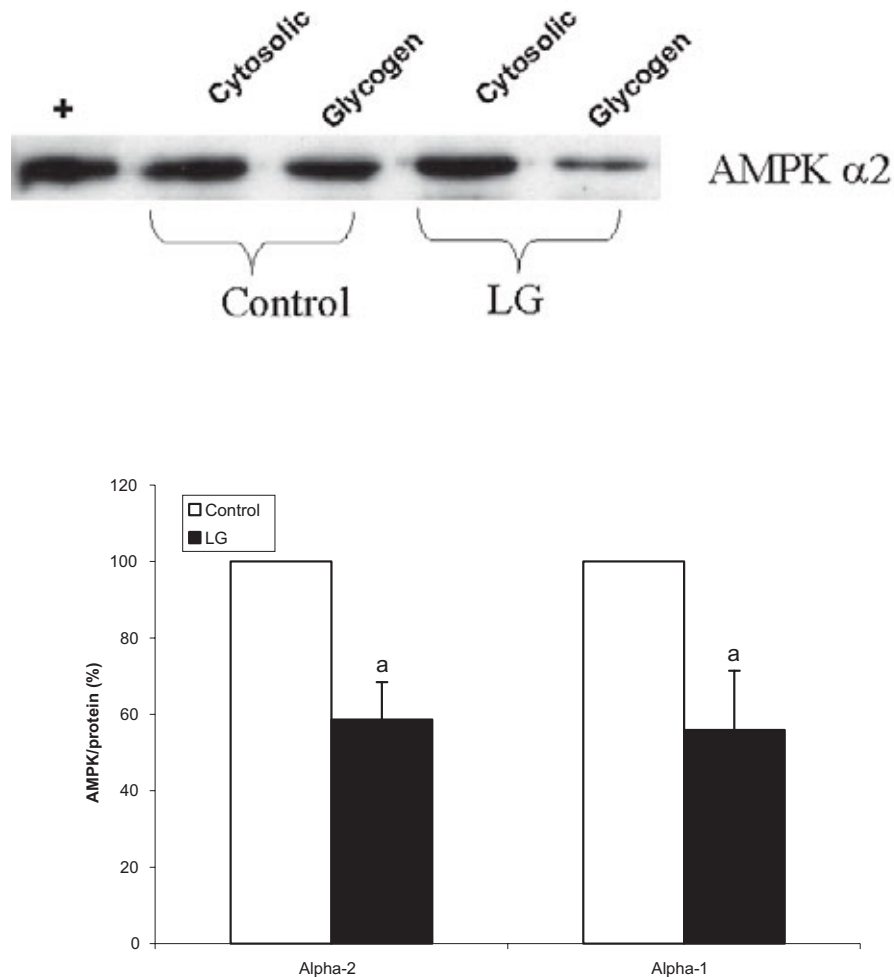 +
Cytosolic
Glycogen
Cytosolic
Glycogen
AMPK α2
Control
LG
120
Control
LG
100
80
60
40
20
0
a
a
AMPK/protein (%)
Alpha-2
Alpha-1